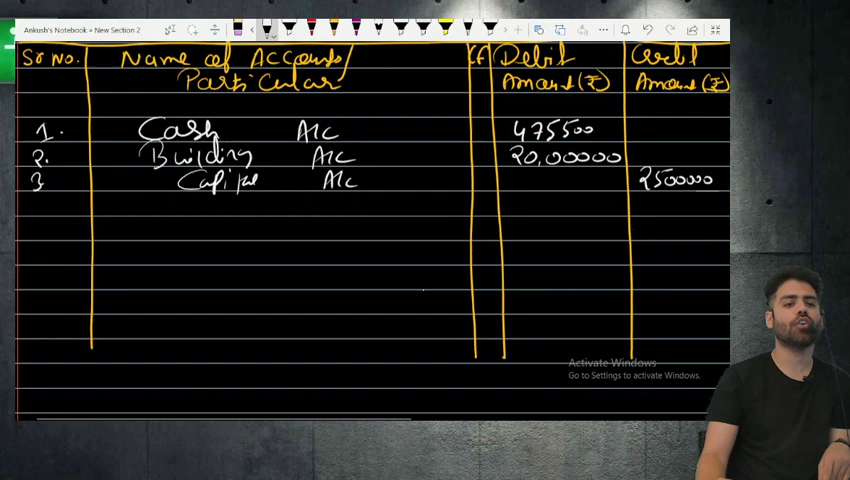 Ankush's Notebook » New Section 2
Sr No. Name of Accounts/ Lf Debit Credit
Particular Amount (₹) Amount (₹)
1. Cash A/c 475500
2. Building A/c 20,00000
3 Capital A/c 2500000
Activate Windows
Go to Settings to activate Windows.